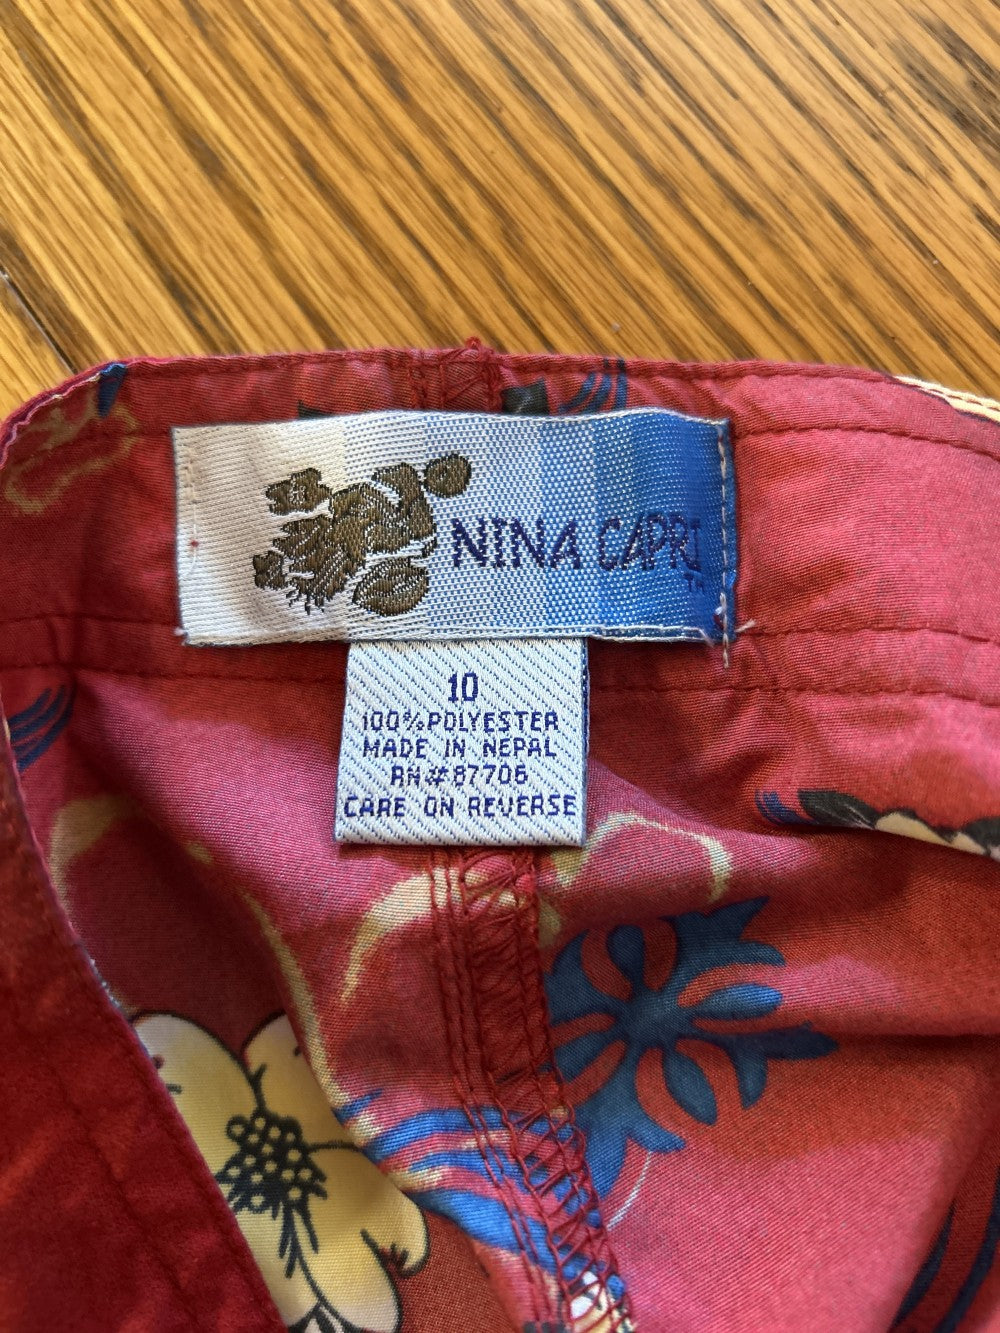 NINA CAPRI
TM
10
100% POLYESTER
MADE IN NEPAL
RN#87706
CARE ON REVERSE